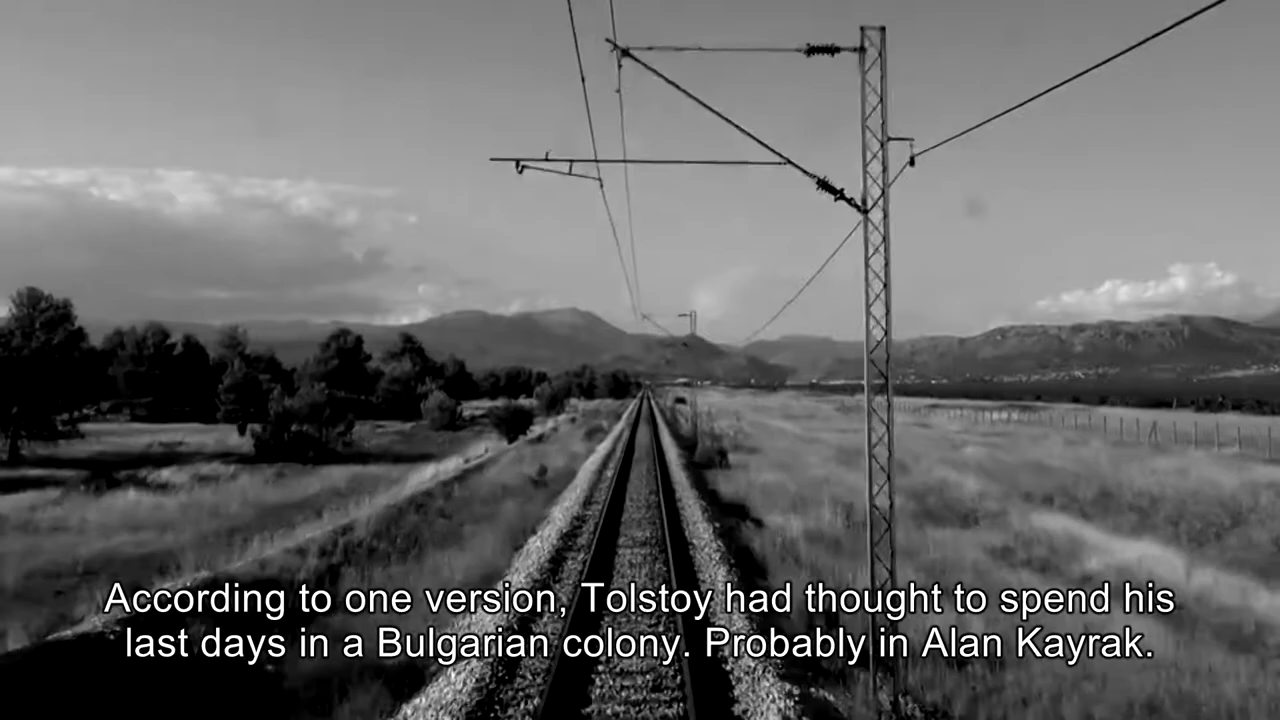 According to one version, Tolstoy had thought to spend his
last days in a Bulgarian colony. Probably in Alan Kayrak.